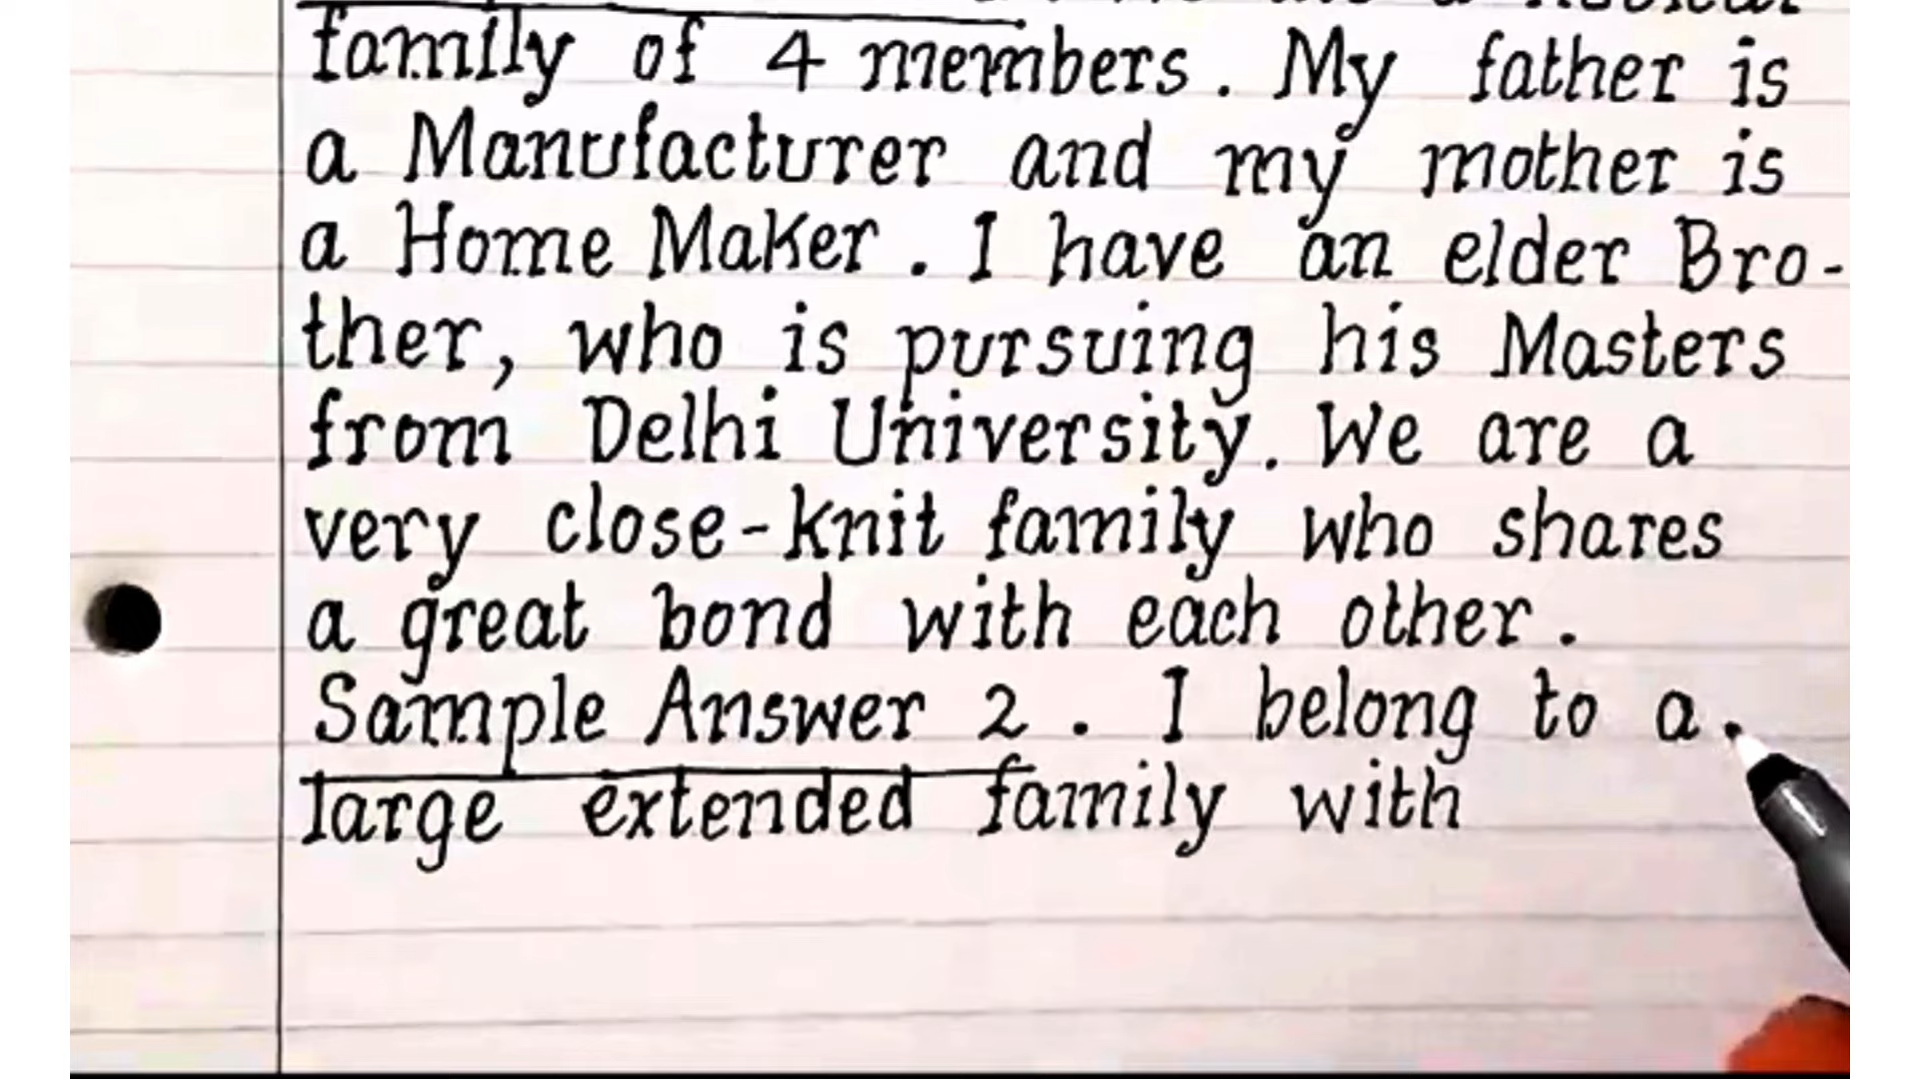 family of 4 members. My father is
a Manufacturer and my mother is
a Home Maker. I have an elder Bro-
ther, who is pursuing his Masters
from Delhi University. We are a
very close-knit family who shares
a great bond with each other.
Sample Answer 2. I belong to a
large extended family with